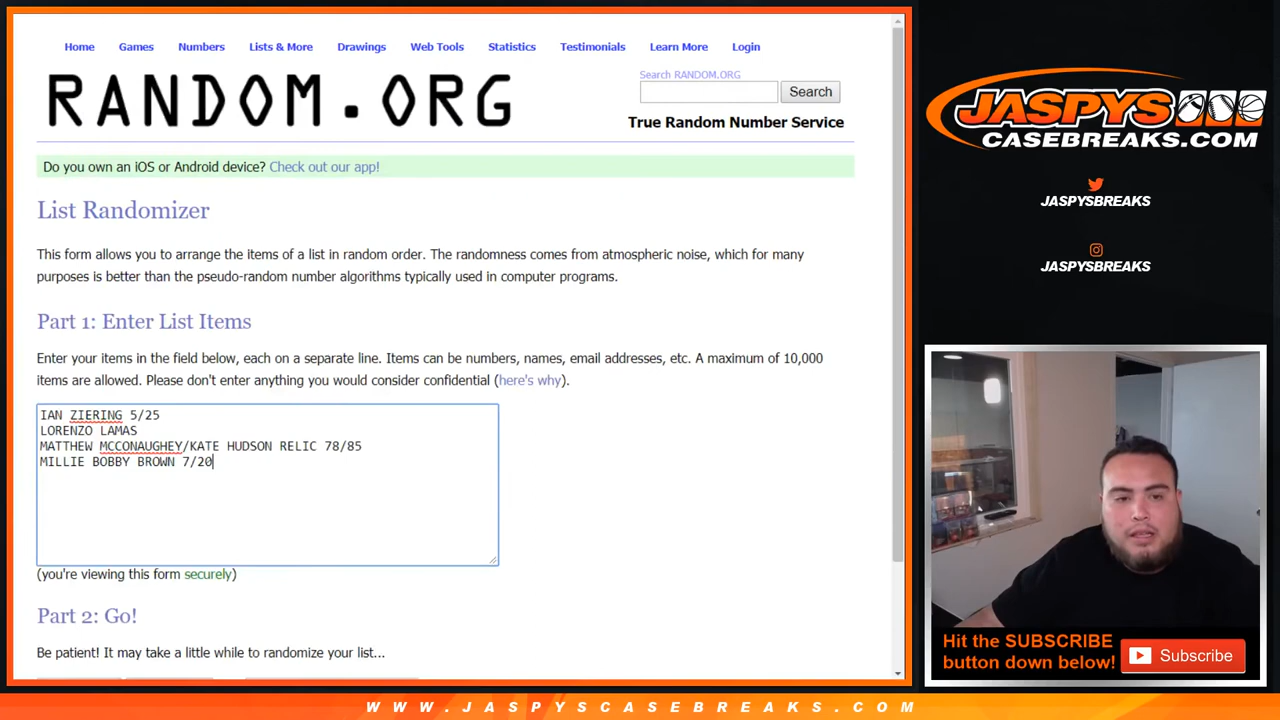 Home Games Numbers Lists & More Drawings Web Tools Statistics Testimonials Learn More Login
RANDOM.ORG
Search RANDOM.ORG
Search
True Random Number Service
Do you own an iOS or Android device? Check out our app!
List Randomizer
This form allows you to arrange the items of a list in random order. The randomness comes from atmospheric noise, which for many
purposes is better than the pseudo-random number algorithms typically used in computer programs.
Part 1: Enter List Items
Enter your items in the field below, each on a separate line. Items can be numbers, names, email addresses, etc. A maximum of 10,000
items are allowed. Please don't enter anything you would consider confidential (here's why).
IAN ZIERING 5/25
LORENZO LAMAS
MATTHEW MCCONAUGHEY/KATE HUDSON RELIC 78/85
MILLIE BOBBY BROWN 7/20
(you're viewing this form securely)
Part 2: Go!
Be patient! It may take a little while to randomize your list...
JASPYS
CASEBREAKS.COM
JASPYSBREAKS
JASPYSBREAKS
Hit the SUBSCRIBE
button down below!
Subscribe
WWW.JASPYSCASEBREAKS.COM